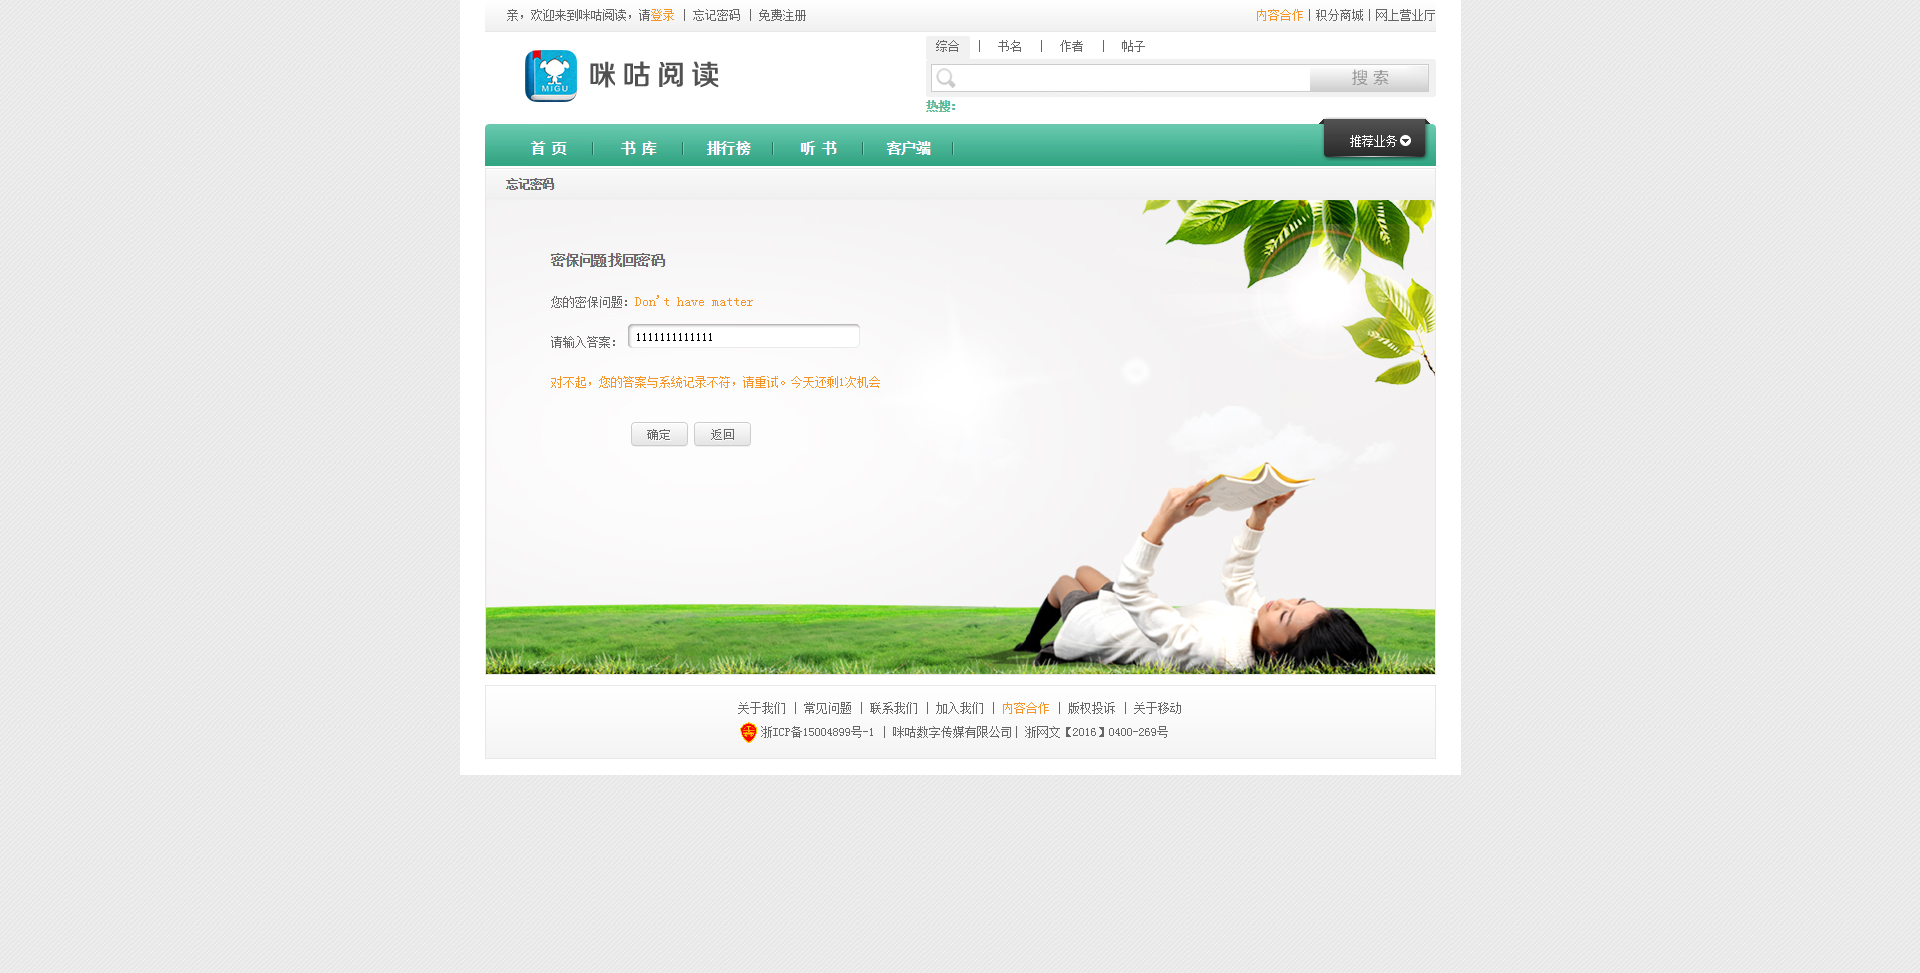 亲，欢迎来到咪咕阅读，请登录 | 忘记密码 | 免费注册
内容合作 | 积分商城 | 网上营业厅
MIGU
咪咕阅读
综合 | 书名 | 作者 | 帖子
搜 索
热搜：
首 页 | 书 库 | 排行榜 | 听 书 | 客户端 |
推荐业务
忘记密码
密保问题找回密码
您的密保问题：Don't have matter
请输入答案： 1111111111111
对不起，您的答案与系统记录不符，请重试。今天还剩1次机会
确定 返回
关于我们 | 常见问题 | 联系我们 | 加入我们 | 内容合作 | 版权投诉 | 关于移动
浙ICP备15004899号-1 | 咪咕数字传媒有限公司 | 浙网文【2016】0400-269号